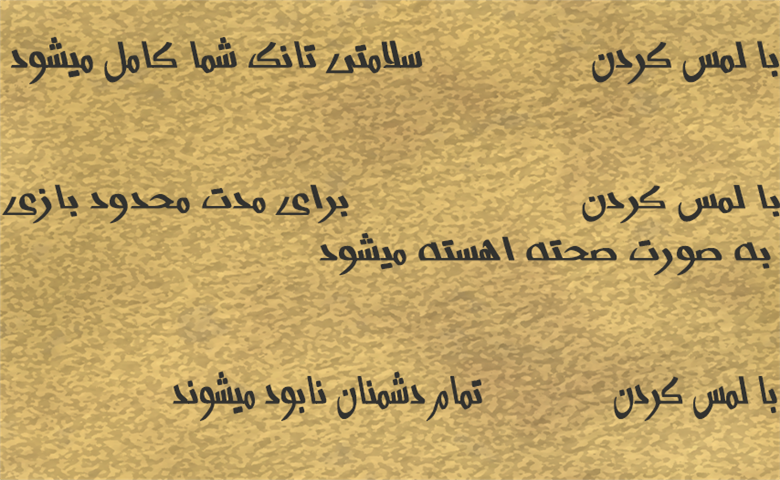 با لمس کردن سلامتی تانک شما کامل میشود
با لمس کردن برای مدت محدود بازی
به صورت صحته اهسته میشود
با لمس کردن تمام دشمنان نابود میشوند